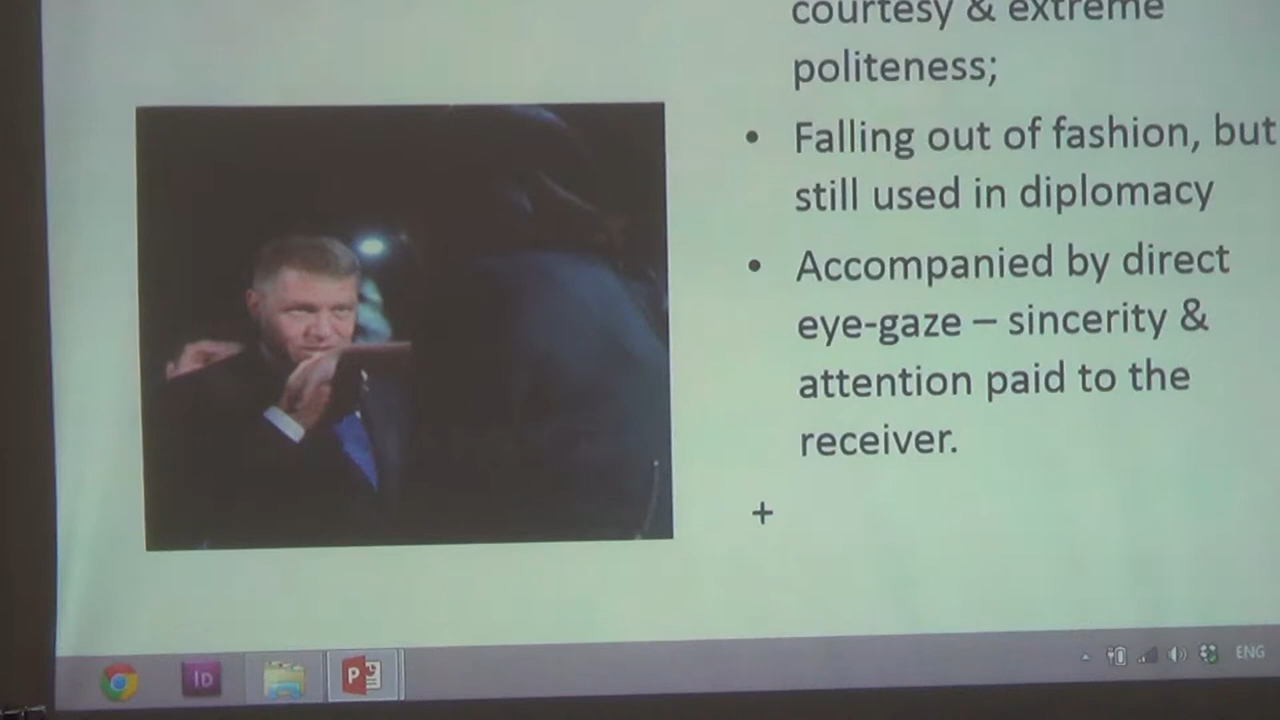 courtesy & extreme
politeness;
• Falling out of fashion, but
still used in diplomacy
• Accompanied by direct
eye-gaze – sincerity &
attention paid to the
receiver.
+
Id
P
ENG